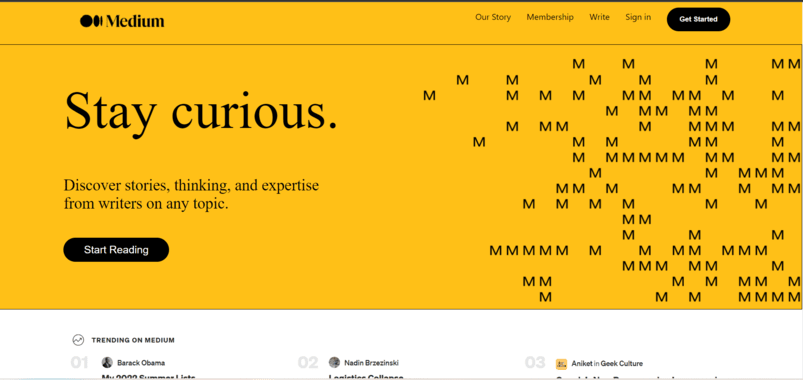 Medium
Our Story Membership Write Sign in Get Started
Stay curious.
Discover stories, thinking, and expertise
from writers on any topic.
Start Reading
M M M M M
M M M M M
M M M M M M M M M M
M M M M M
M M M M M M M M M
M M M M M
M M M M M M M M M M
M M M M
M M M M M M M M
M M M M M M
M M
M M M
M M M M M M M M M M M M
M M M M M M
M M M M M M M
M M M M M M M
TRENDING ON MEDIUM
01 Barack Obama
02 Nadin Brzezinski
03 Aniket in Geek Culture
My 2022 Summer Lists
Logistics Collapse